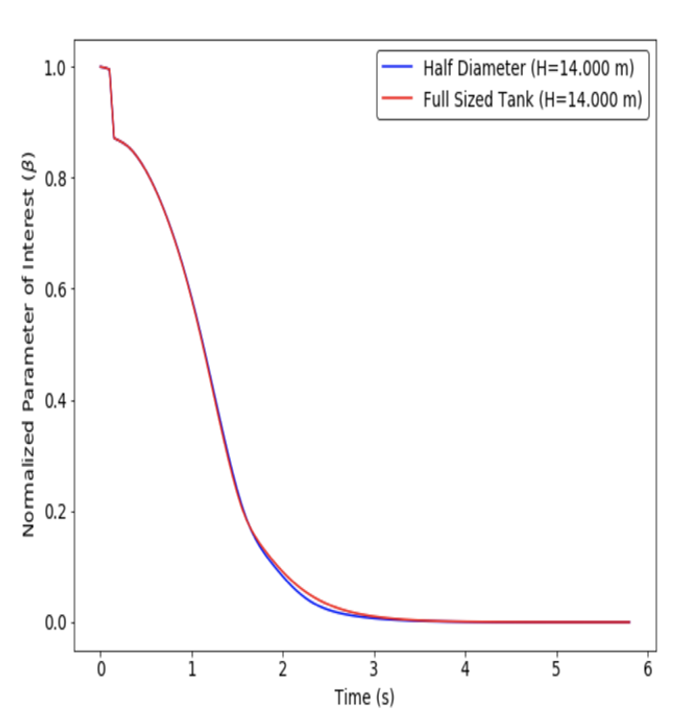 Half Diameter (H=14.000 m)
Full Sized Tank (H=14.000 m)
Normalized Parameter of Interest (β)
1.0
0.8
0.6
0.4
0.2
0.0
0 1 2 3 4 5 6
Time (s)